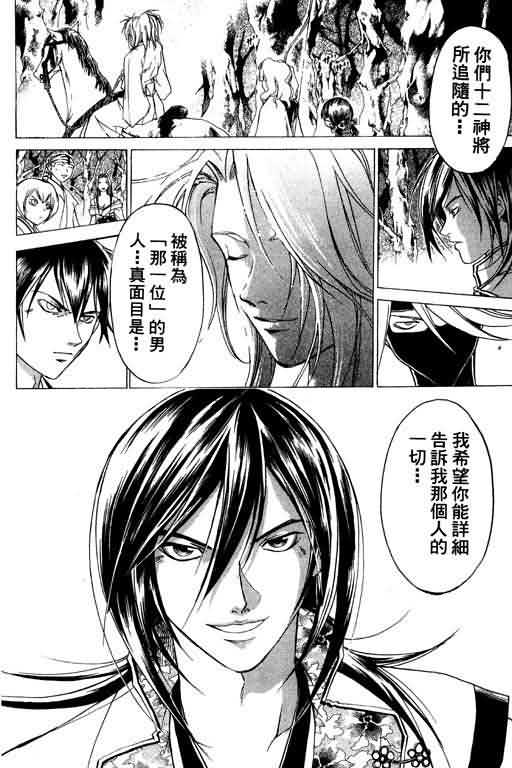 你們十二神將
所追隨的…
被稱為
「那一位」的男
人…真面目是…
我希望你能詳細
告訴我那個人的
一切…